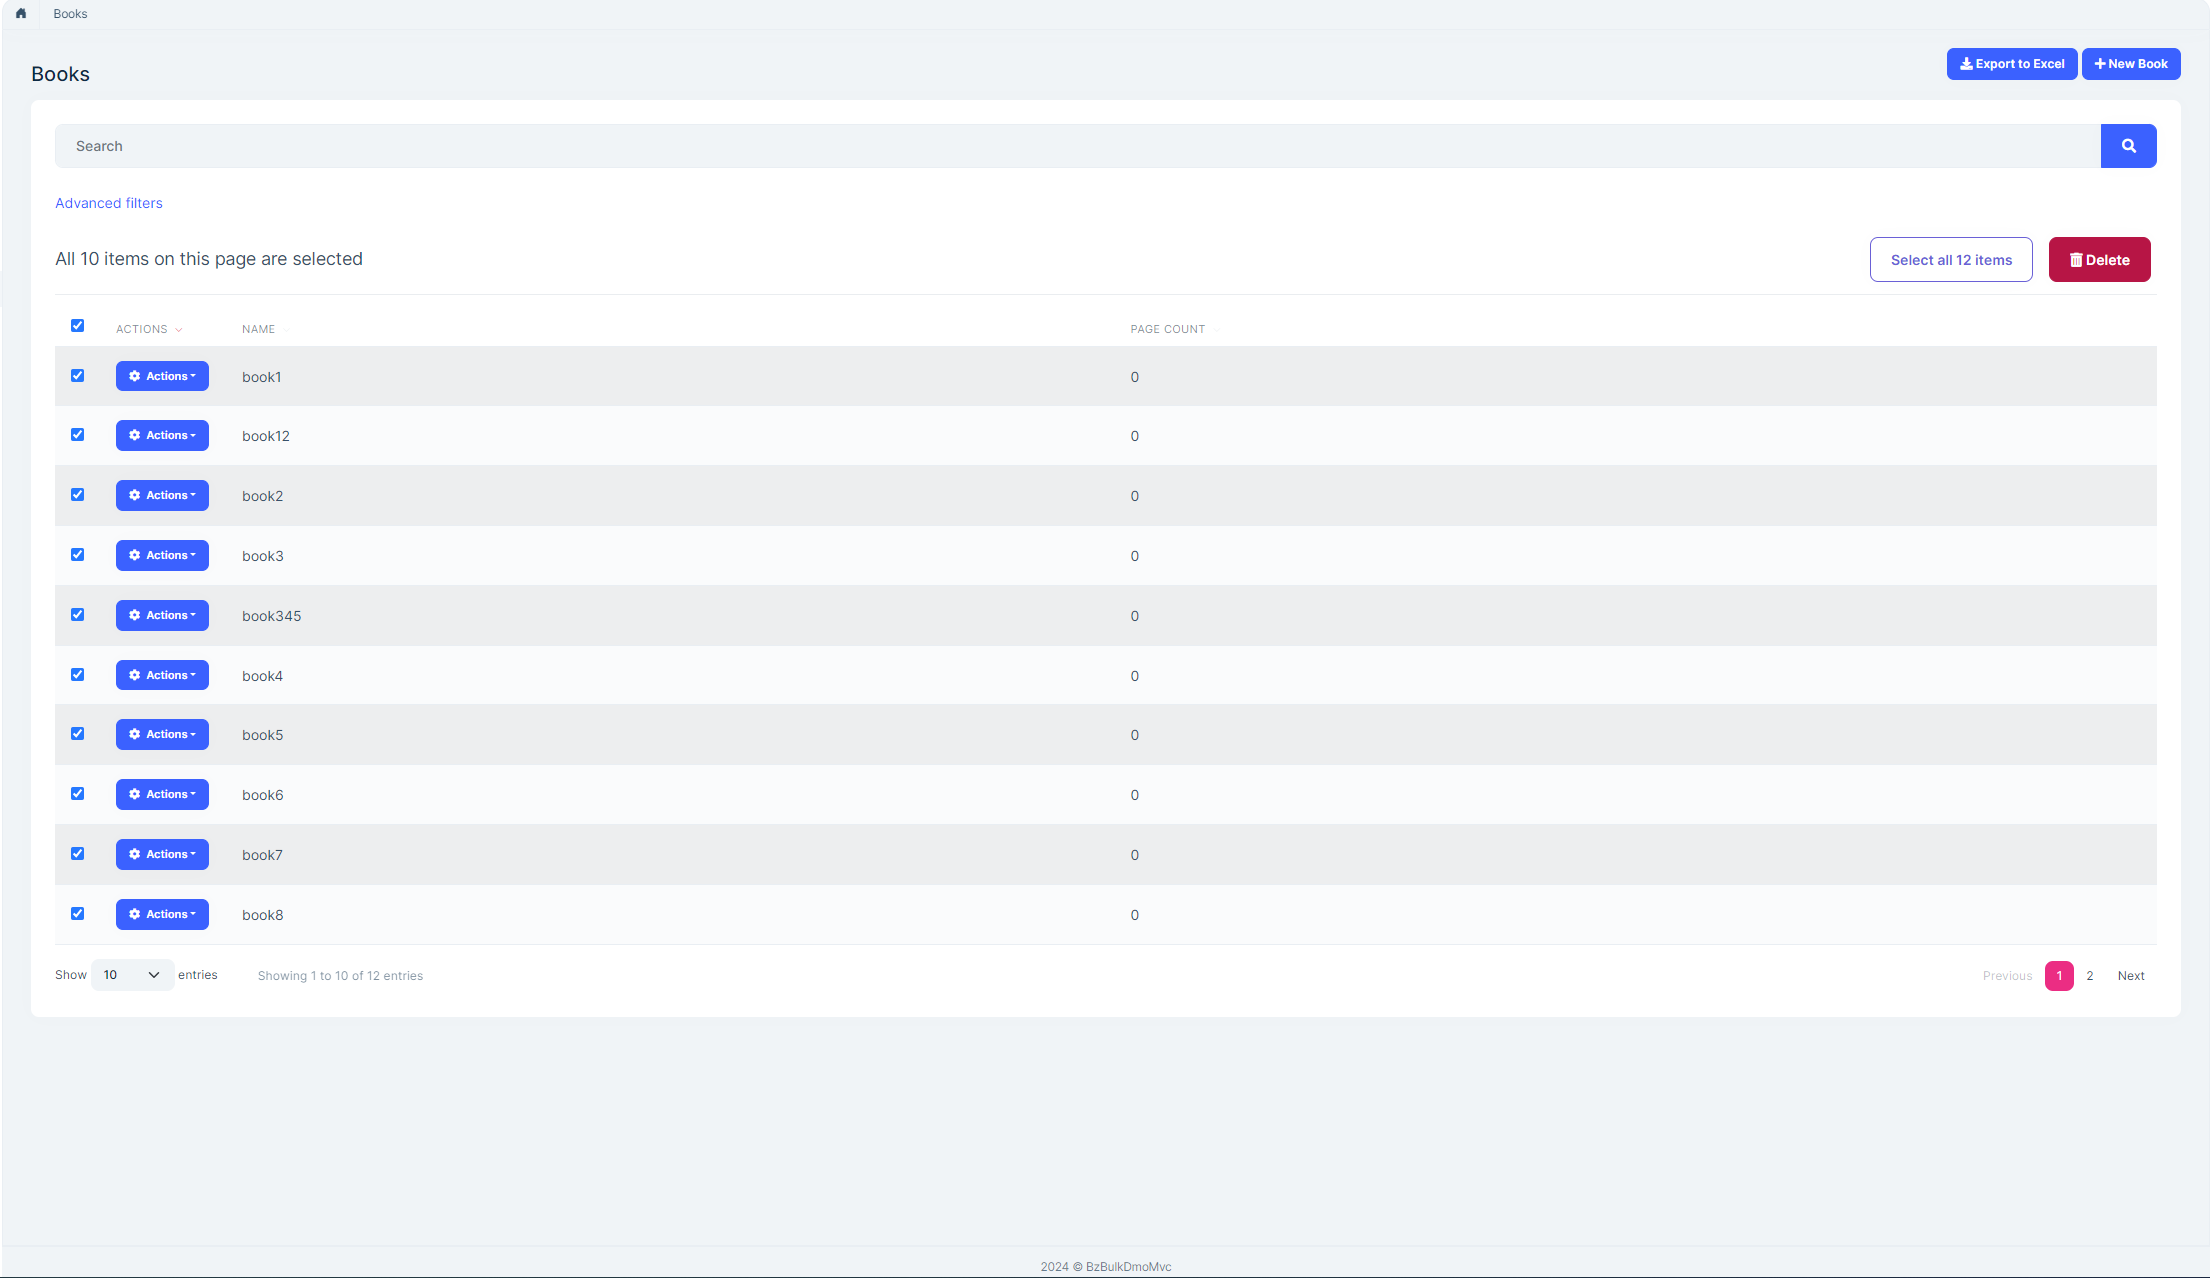 Books
Books
Export to Excel
New Book
Search
Advanced filters
All 10 items on this page are selected
Select all 12 items
Delete
ACTIONS NAME PAGE COUNT
Actions book1 0
Actions book12 0
Actions book2 0
Actions book3 0
Actions book345 0
Actions book4 0
Actions book5 0
Actions book6 0
Actions book7 0
Actions book8 0
Show 10 entries Showing 1 to 10 of 12 entries Previous 1 2 Next
2024 © BzBulkDmoMvc